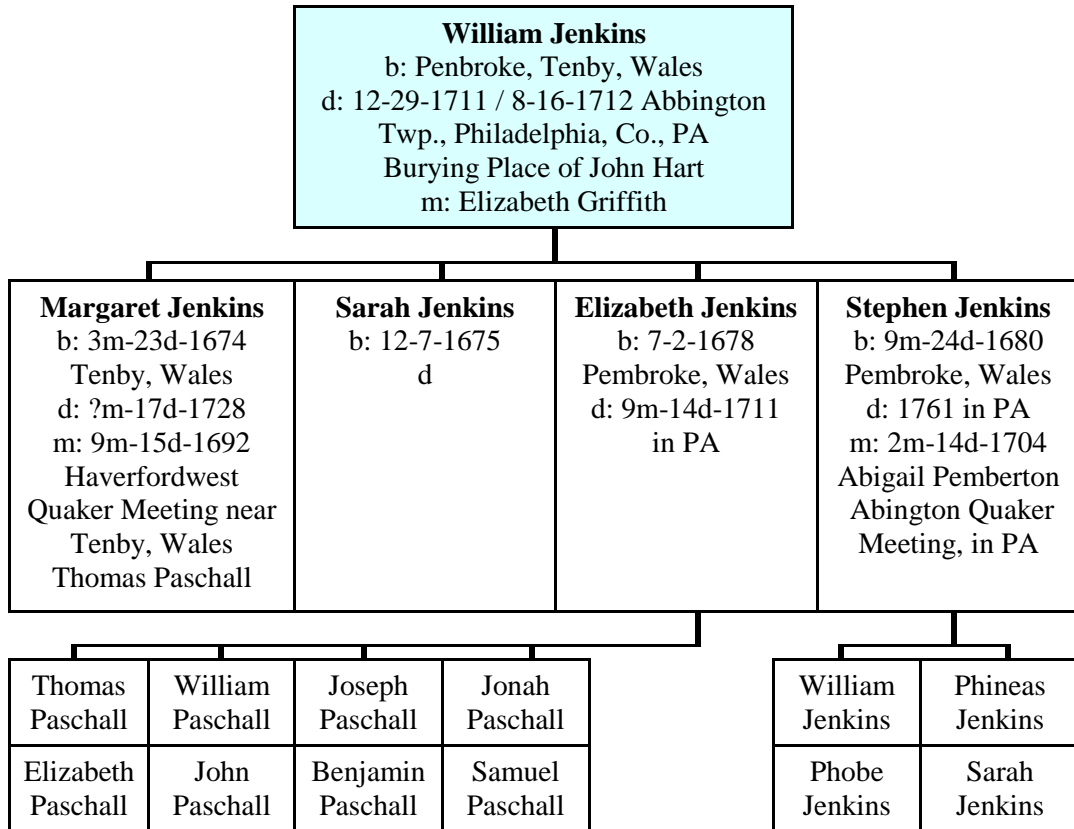 William Jenkins
b: Penbroke, Tenby, Wales
d: 12-29-1711 / 8-16-1712 Abbington
Twp., Philadelphia, Co., PA
Burying Place of John Hart
m: Elizabeth Griffith
Margaret Jenkins
b: 3m-23d-1674
Tenby, Wales
d: ?m-17d-1728
m: 9m-15d-1692
Haverfordwest
Quaker Meeting near
Tenby, Wales
Thomas Paschall
Sarah Jenkins
b: 12-7-1675
d
Elizabeth Jenkins
b: 7-2-1678
Pembroke, Wales
d: 9m-14d-1711
in PA
Stephen Jenkins
b: 9m-24d-1680
Pembroke, Wales
d: 1761 in PA
m: 2m-14d-1704
Abigail Pemberton
Abington Quaker
Meeting, in PA
Thomas
Paschall
William
Paschall
Joseph
Paschall
Jonah
Paschall
Elizabeth
Paschall
John
Paschall
Benjamin
Paschall
Samuel
Paschall
William
Jenkins
Phineas
Jenkins
Phobe
Jenkins
Sarah
Jenkins